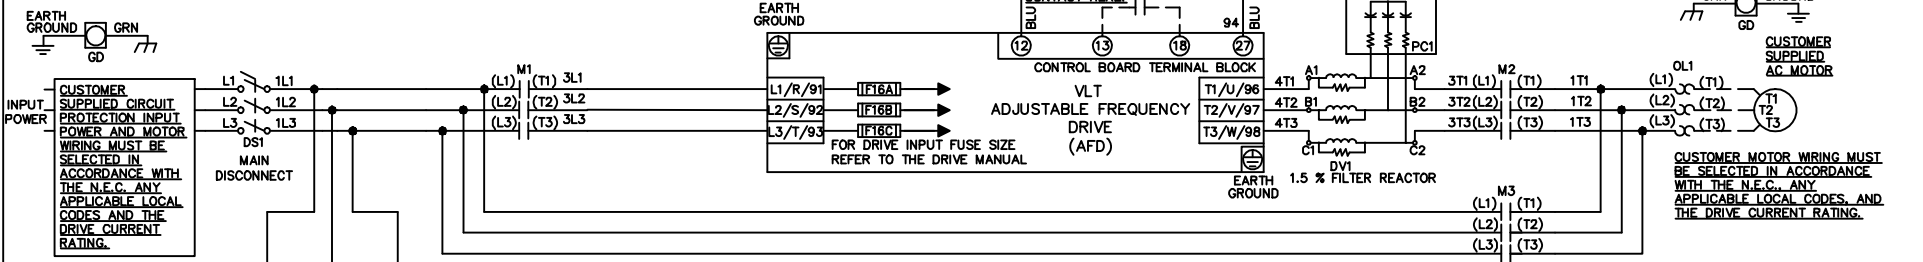 EARTH
GROUND
GRN
GD
INPUT
POWER
CUSTOMER
SUPPLIED CIRCUIT
PROTECTION INPUT
POWER AND MOTOR
WIRING MUST BE
SELECTED IN
ACCORDANCE WITH
THE N.E.C. ANY
APPLICABLE LOCAL
CODES AND THE
DRIVE CURRENT
RATING.
L1 1L1
L2 1L2
L3 1L3
DS1
MAIN
DISCONNECT
M1
(L1) (T1) 3L1
(L2) (T2) 3L2
(L3) (T3) 3L3
EARTH
GROUND
BLU
94
BLU
12
13
18
27
CONTROL BOARD TERMINAL BLOCK
L1/R/91
L2/S/92
L3/T/93
F16A
F16B
F16C
FOR DRIVE INPUT FUSE SIZE
REFER TO THE DRIVE MANUAL
VLT
ADJUSTABLE FREQUENCY
DRIVE
(AFD)
T1/U/96
T2/V/97
T3/W/98
EARTH
GROUND
4T1
4T2
4T3
A1
B1
C1
A2
B2
C2
DV1
1.5 % FILTER REACTOR
PC1
M2
3T1 (L1) (T1) 1T1
3T2 (L2) (T2) 1T2
3T3 (L3) (T3) 1T3
M3
(L1) (T1)
(L2) (T2)
(L3) (T3)
GD
CUSTOMER
SUPPLIED
AC MOTOR
OL1
(L1) (T1)
(L2) (T2)
(L3) (T3)
T1
T2
T3
CUSTOMER MOTOR WIRING MUST
BE SELECTED IN ACCORDANCE
WITH THE N.E.C., ANY
APPLICABLE LOCAL CODES, AND
THE DRIVE CURRENT RATING.